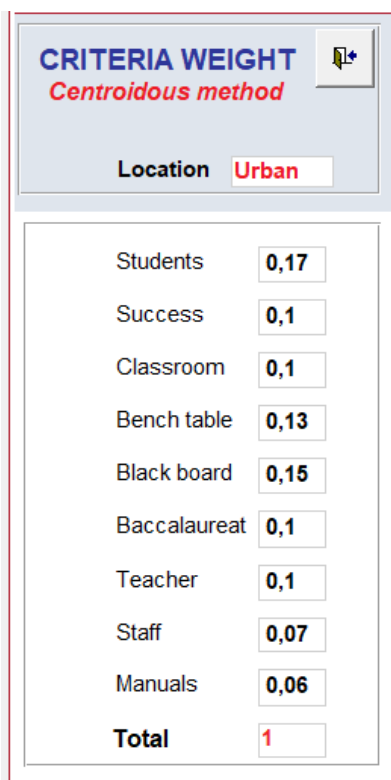 CRITERIA WEIGHT
Centroidous method
Location Urban
Students 0,17
Success 0,1
Classroom 0,1
Bench table 0,13
Black board 0,15
Baccalaureat 0,1
Teacher 0,1
Staff 0,07
Manuals 0,06
Total 1